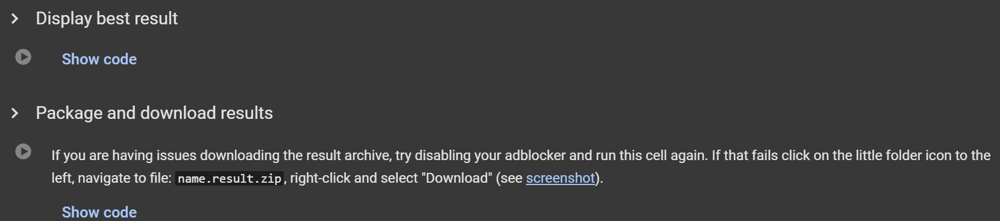 Display best result
Show code
Package and download results
If you are having issues downloading the result archive, try disabling your adblocker and run this cell again. If that fails click on the little folder icon to the
left, navigate to file: name.result.zip, right-click and select "Download" (see screenshot).
Show code